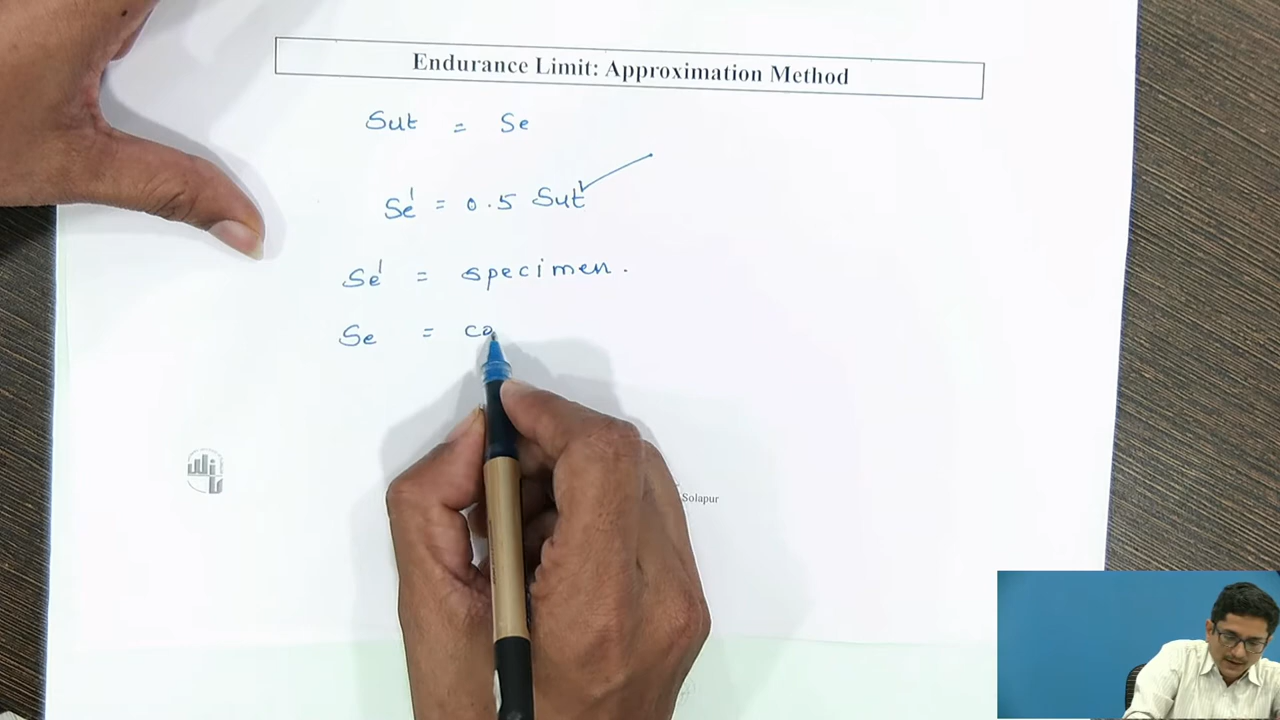 Endurance Limit: Approximation Method
Sut = Se
Se' = 0.5 Sut
Se' = specimen.
Se = co
Solapur